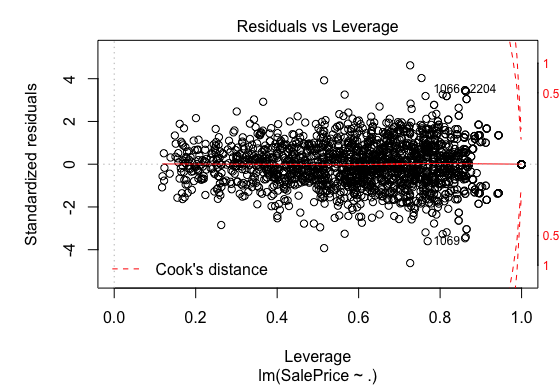 Residuals vs Leverage
Standardized residuals
4
2
0
-2
-4
1066
2204
1069
1
0.5
0.5
1
Cook's distance
0.0 0.2 0.4 0.6 0.8 1.0
Leverage
lm(SalePrice ~ .)